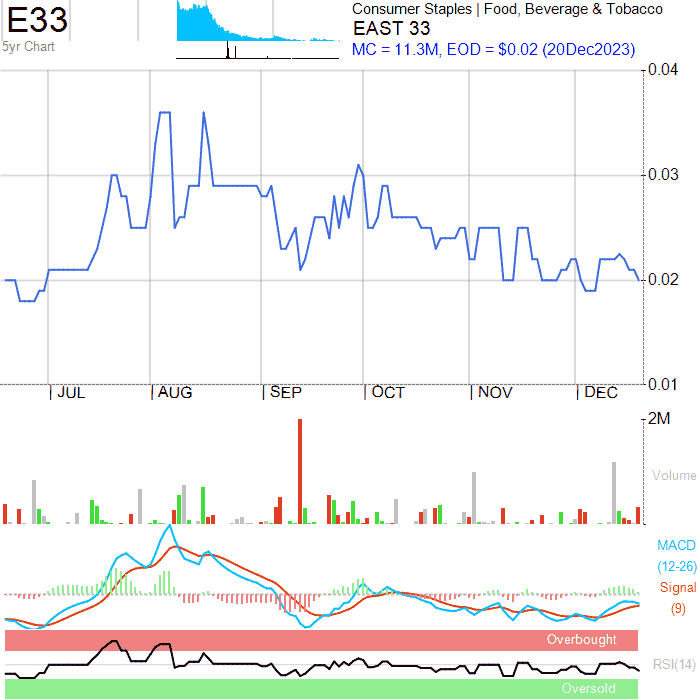 E33
5yr Chart
Consumer Staples | Food, Beverage & Tobacco
EAST 33
MC = 11.3M, EOD = $0.02 (20Dec2023)
0.04
0.03
0.02
0.01
| JUL | AUG | SEP | OCT | NOV | DEC
2M
Volume
MACD
(12-26)
Signal
(9)
Overbought
RSI(14)
Oversold